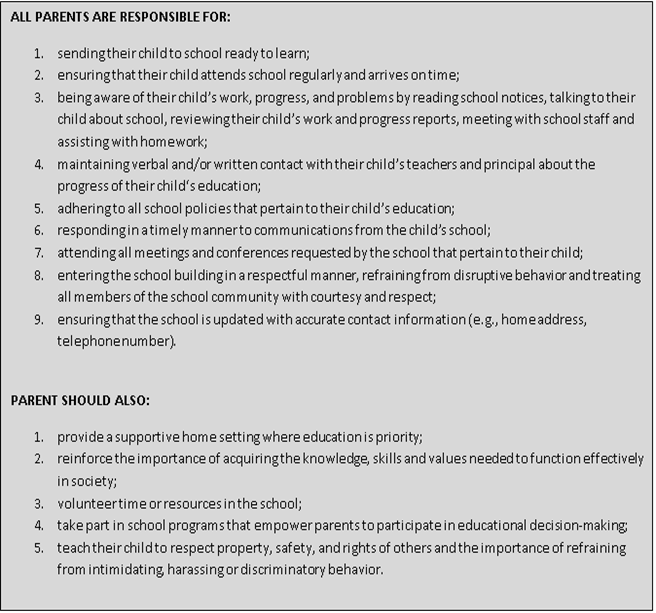 ALL PARENTS ARE RESPONSIBLE FOR:
1. sending their child to school ready to learn;
2. ensuring that their child attends school regularly and arrives on time;
3. being aware of their child's work, progress, and problems by reading school notices, talking to their
child about school, reviewing their child's work and progress reports, meeting with school staff and
assisting with homework;
4. maintaining verbal and/or written contact with their child's teachers and principal about the
progress of their child's education;
5. adhering to all school policies that pertain to their child's education;
6. responding in a timely manner to communications from the child's school;
7. attending all meetings and conferences requested by the school that pertain to their child;
8. entering the school building in a respectful manner, refraining from disruptive behavior and treating
all members of the school community with courtesy and respect;
9. ensuring that the school is updated with accurate contact information (e.g., home address,
telephone number).
PARENT SHOULD ALSO:
1. provide a supportive home setting where education is priority;
2. reinforce the importance of acquiring the knowledge, skills and values needed to function effectively
in society;
3. volunteer time or resources in the school;
4. take part in school programs that empower parents to participate in educational decision-making;
5. teach their child to respect property, safety, and rights of others and the importance of refraining
from intimidating, harassing or discriminatory behavior.